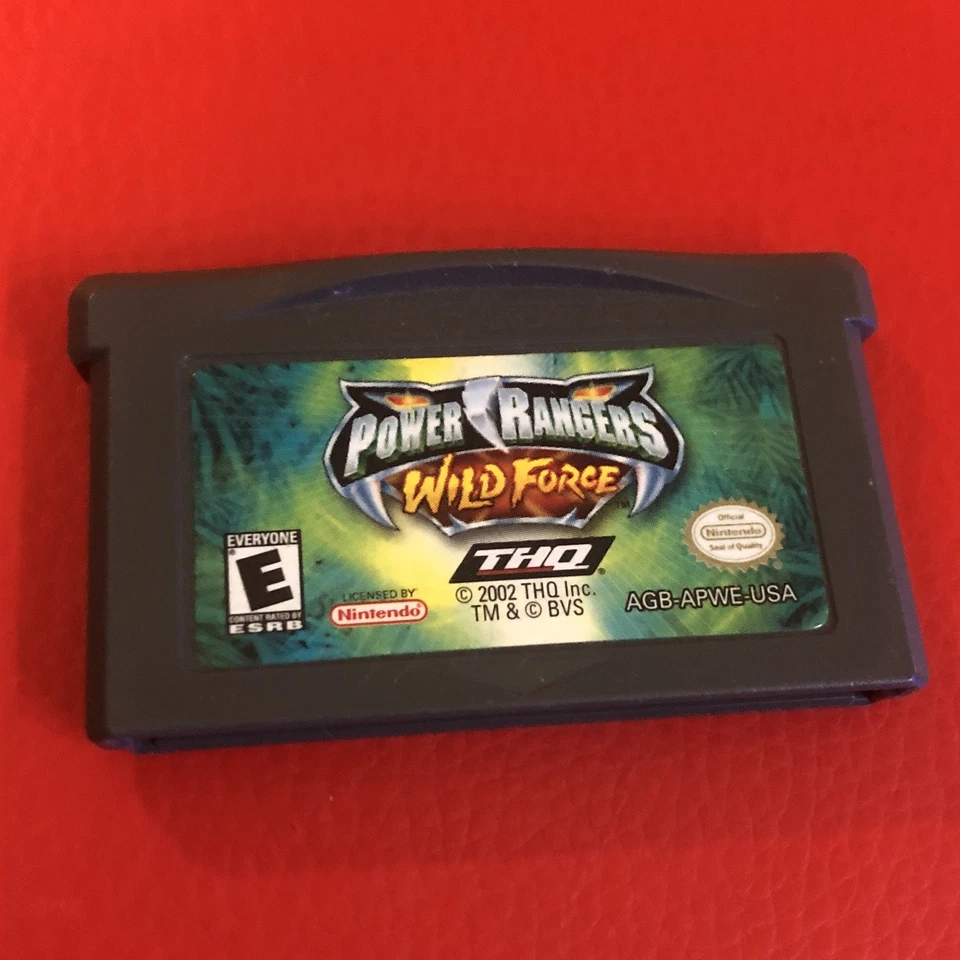 POWER RANGERS
WILD FORCE
TM
EVERYONE
E
CONTENT RATED BY
ESRB
LICENSED BY
Nintendo
THQ
®
© 2002 THQ Inc.
TM & © BVS
Official
Nintendo
Seal of Quality
AGB-APWE-USA